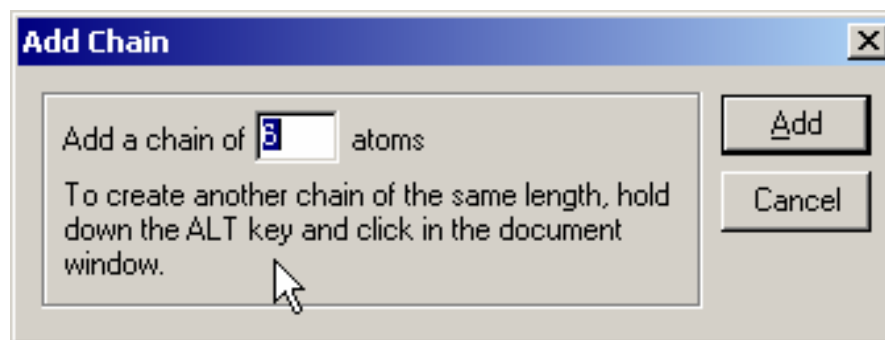 Add Chain
Add a chain of 6 atoms
To create another chain of the same length, hold
down the ALT key and click in the document
window.
Add
Cancel